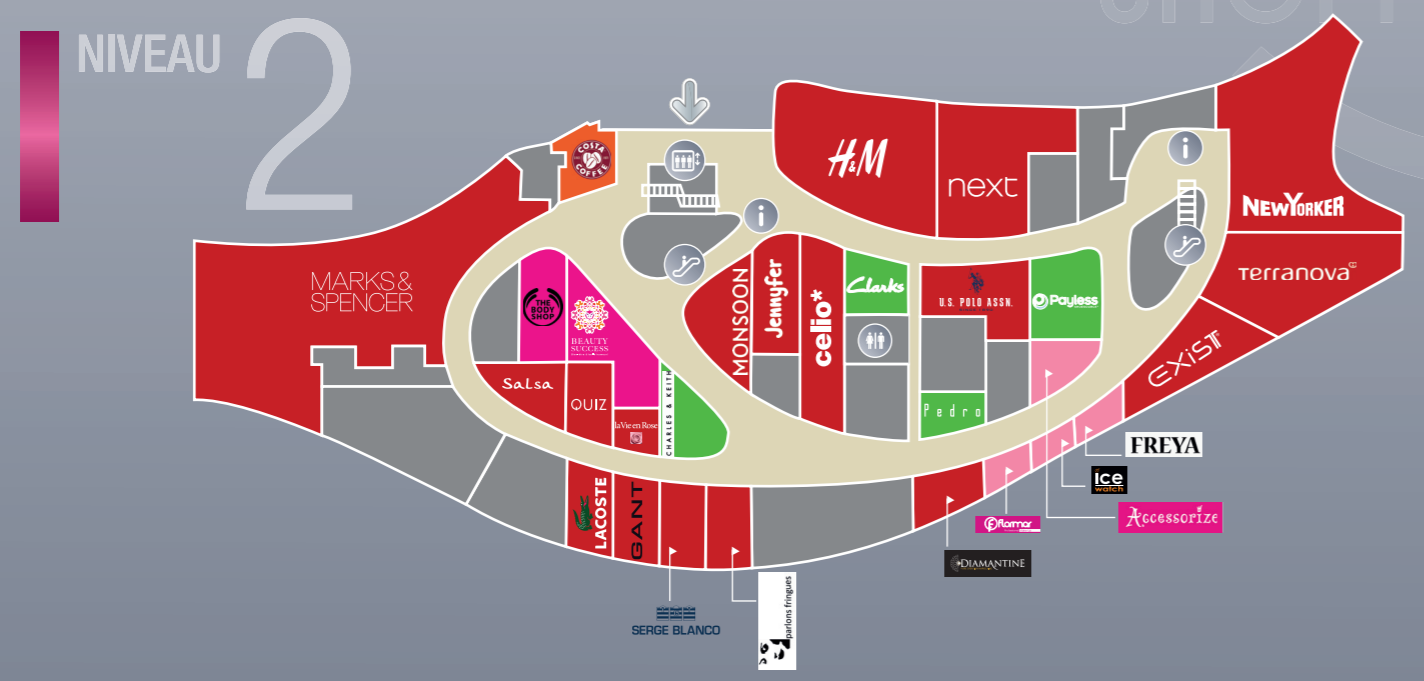 NIVEAU 2
COSTA
COFFEE
H&M
next
NEWYORKER
terranova
MARKS &
SPENCER
THE
BODY
SHOP
BEAUTY
SUCCESS
MONSOON
Jennyfer
celio*
Clarks
U.S. POLO ASSN.
Payless
EXIST
Salsa
QUIZ
la Vie en Rose
CHARLES & KEITH
Pedro
LACOSTE
GANT
FREYA
ice
watch
Accessorize
flormar
DIAMANTINE
SERGE BLANCO
parlons fringues